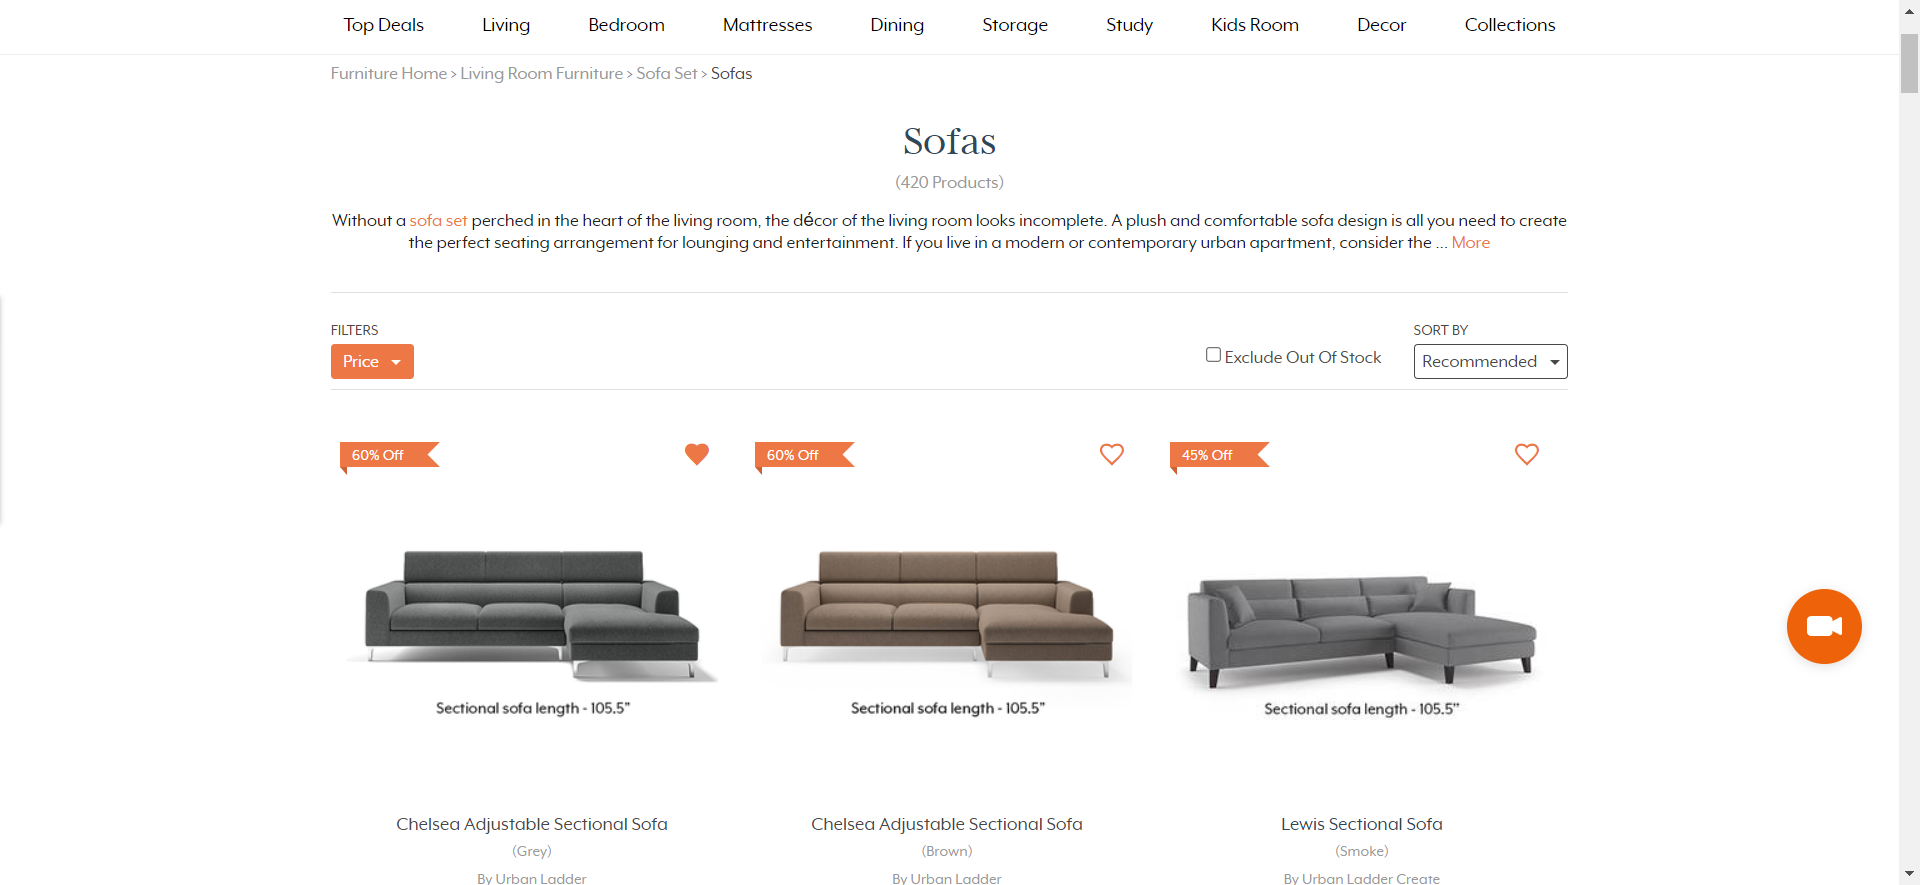 Top Deals Living Bedroom Mattresses Dining Storage Study Kids Room Decor Collections
Furniture Home > Living Room Furniture > Sofa Set > Sofas
Sofas
(420 Products)
Without a sofa set perched in the heart of the living room, the décor of the living room looks incomplete. A plush and comfortable sofa design is all you need to create
the perfect seating arrangement for lounging and entertainment. If you live in a modern or contemporary urban apartment, consider the ... More
FILTERS
Price
Exclude Out Of Stock
SORT BY
Recommended
60% Off
60% Off
45% Off
Sectional sofa length - 105.5"
Sectional sofa length - 105.5"
Sectional sofa length - 105.5"
Chelsea Adjustable Sectional Sofa
(Grey)
By Urban Ladder
Chelsea Adjustable Sectional Sofa
(Brown)
By Urban Ladder
Lewis Sectional Sofa
(Smoke)
By Urban Ladder Create